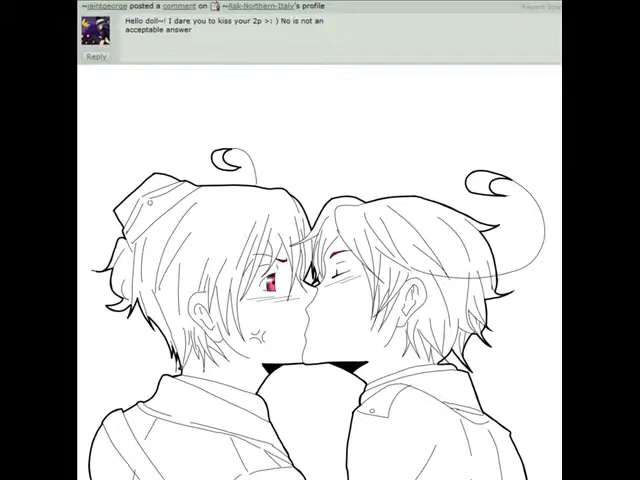 ~iaintgeorge posted a comment on ~Ask-Northern-Italy's profile
Hello doll~! I dare you to kiss your 2p >: ) No is not an
acceptable answer
Reply